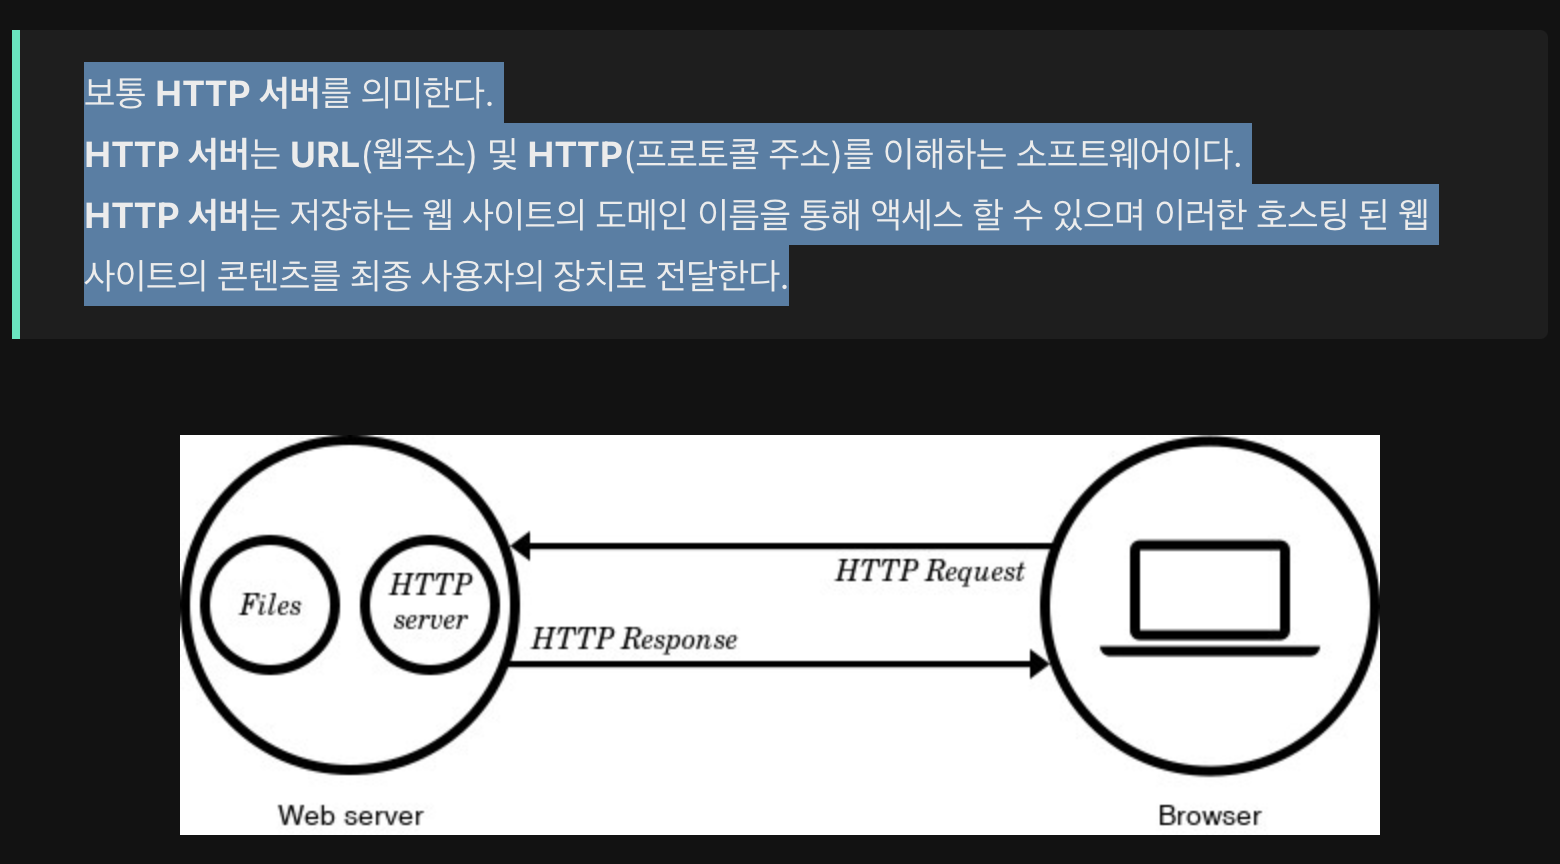 보통 HTTP 서버를 의미한다.
HTTP 서버는 URL(웹주소) 및 HTTP(프로토콜 주소)를 이해하는 소프트웨어이다.
HTTP 서버는 저장하는 웹 사이트의 도메인 이름을 통해 액세스 할 수 있으며 이러한 호스팅 된 웹
사이트의 콘텐츠를 최종 사용자의 장치로 전달한다.
Files
HTTP
server
HTTP Request
HTTP Response
Web server
Browser